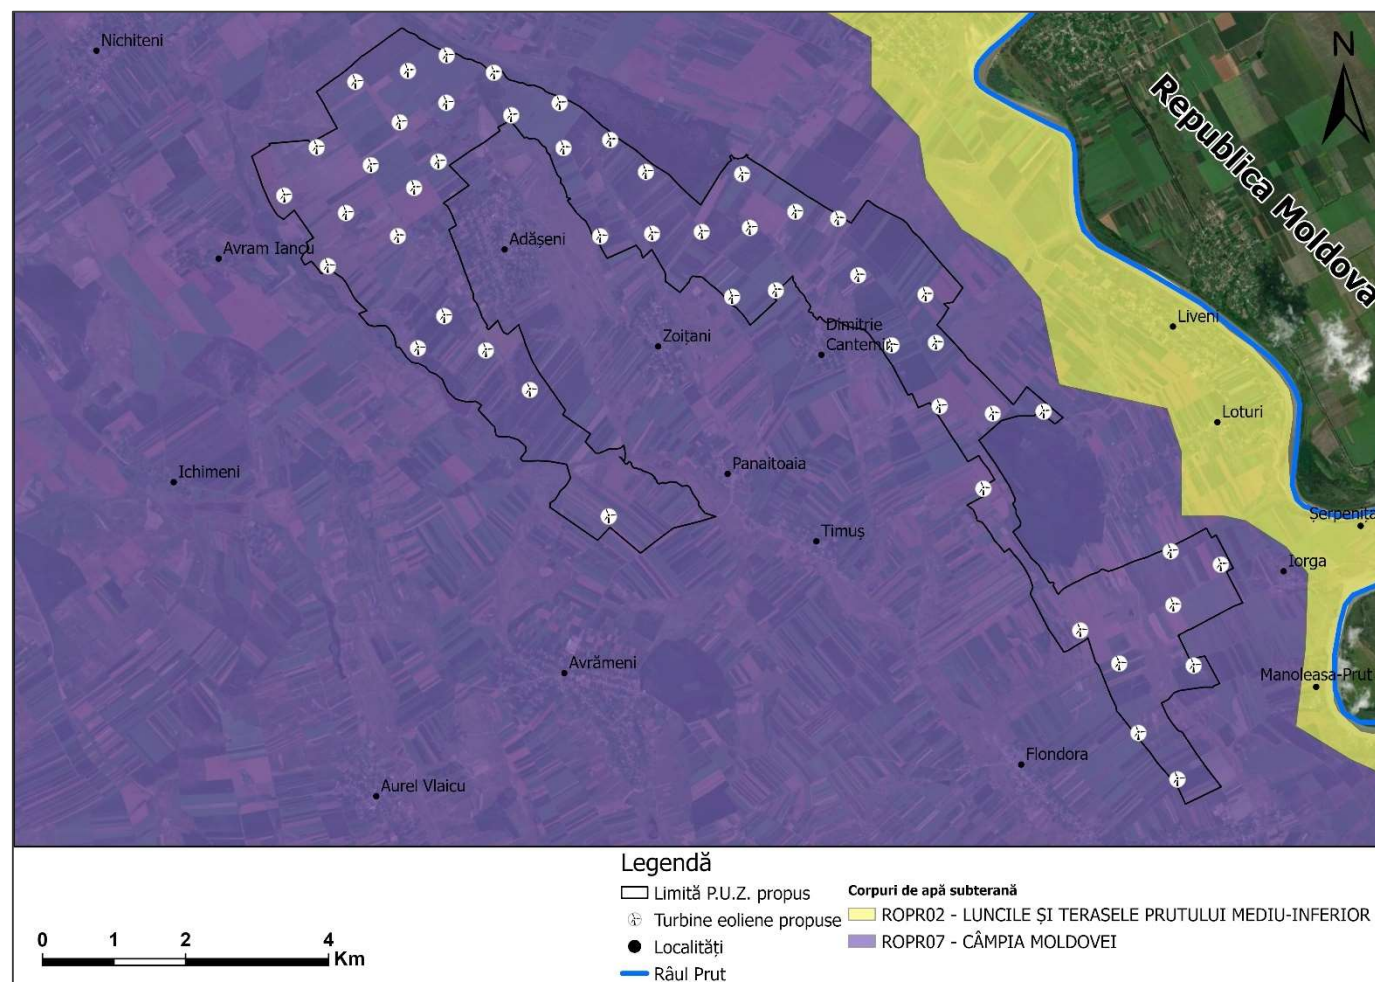 Nichiteni
N
Republica Moldova
Avram Iancu
Adășeni
Liveni
Dimitrie
Cantemir
Zoițani
Loturi
Ichimeni
Panaitoaia
Timuș
Șerpenița
Iorga
Avrămeni
Manoleasa-Prut
Flondora
Aurel Vlaicu
Legendă
Limită P.U.Z. propus
Turbine eoliene propuse
Localități
Râul Prut
Corpuri de apă subterană
ROPR02 - LUNCILE ȘI TERASELE PRUTULUI MEDIU-INFERIOR
ROPR07 - CÂMPIA MOLDOVEI
0 1 2 4
Km